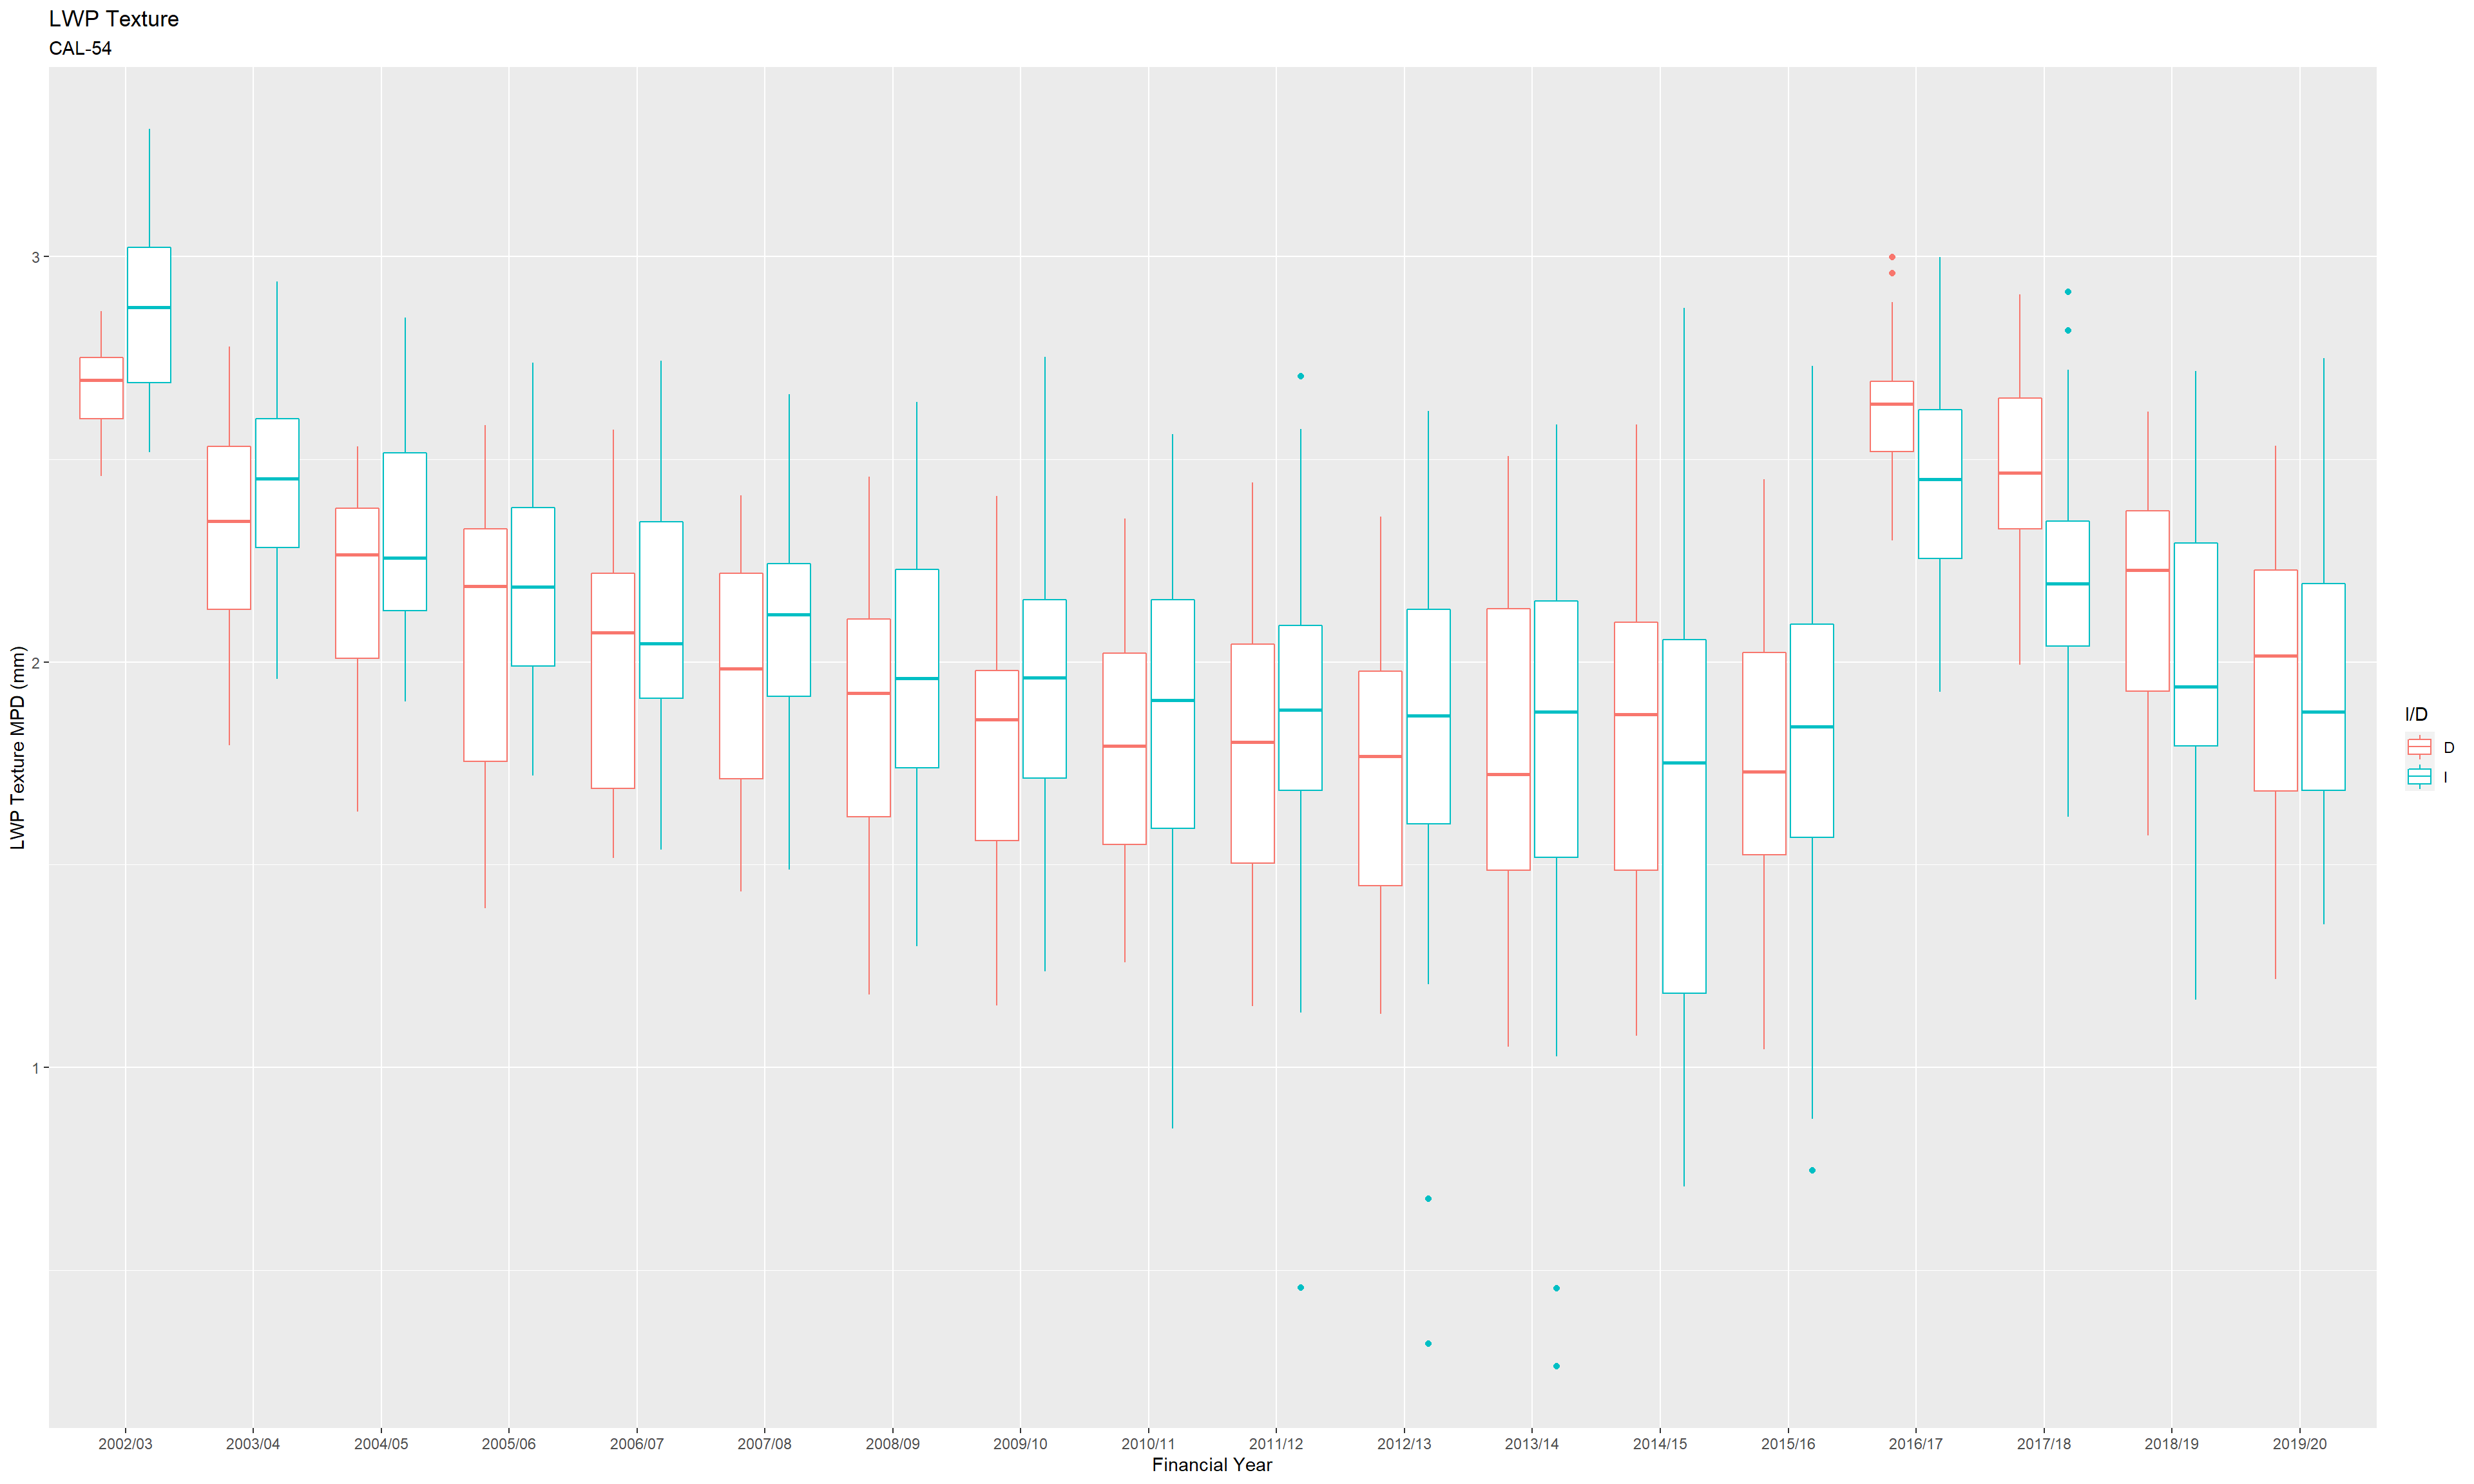 LWP Texture
CAL-54
LWP Texture MPD (mm)
3
2
1
2002/03 2003/04 2004/05 2005/06 2006/07 2007/08 2008/09 2009/10 2010/11 2011/12 2012/13 2013/14 2014/15 2015/16 2016/17 2017/18 2018/19 2019/20
Financial Year
I/D
D
I